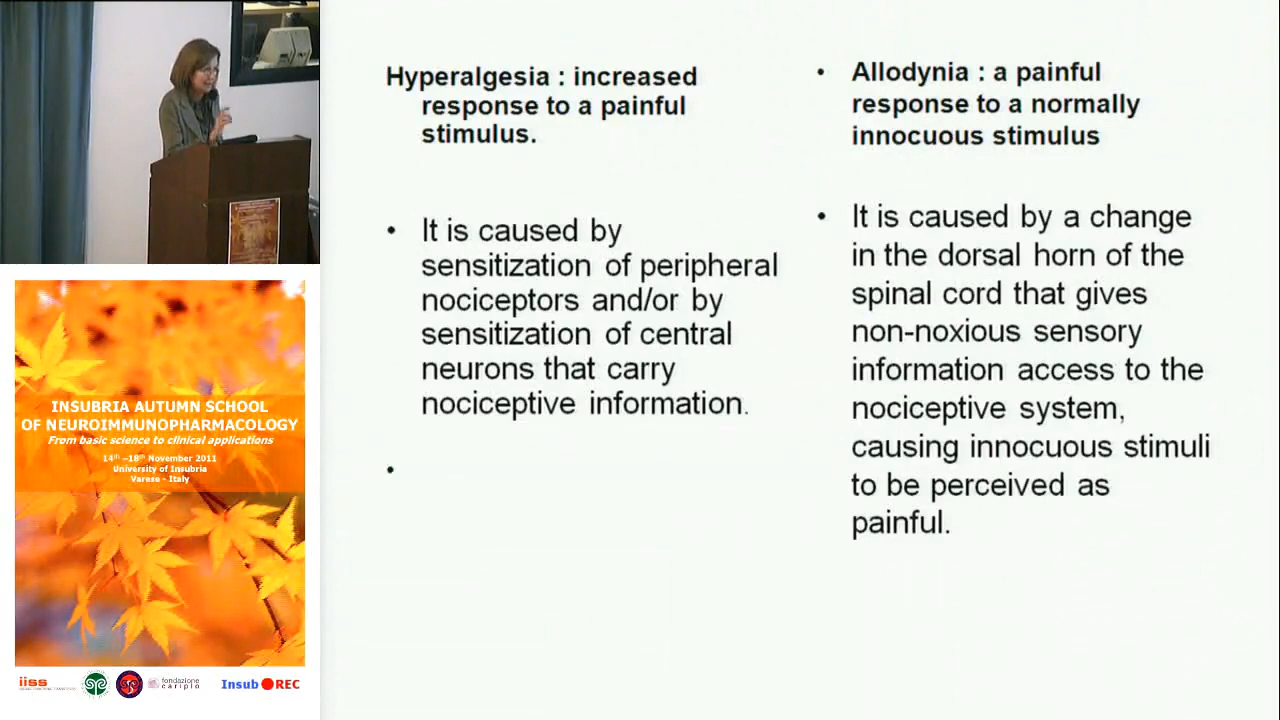 Hyperalgesia : increased
response to a painful
stimulus.
• It is caused by
sensitization of peripheral
nociceptors and/or by
sensitization of central
neurons that carry
nociceptive information.
•
• Allodynia : a painful
response to a normally
innocuous stimulus
• It is caused by a change
in the dorsal horn of the
spinal cord that gives
non-noxious sensory
information access to the
nociceptive system,
causing innocuous stimuli
to be perceived as
painful.
INSUBRIA AUTUMN SCHOOL
OF NEUROIMMUNOPHARMACOLOGY
From basic science to clinical applications
14th –18th November 2011
University of Insubria
Varese - Italy
iiss
fondazione
cariplo
Insub REC